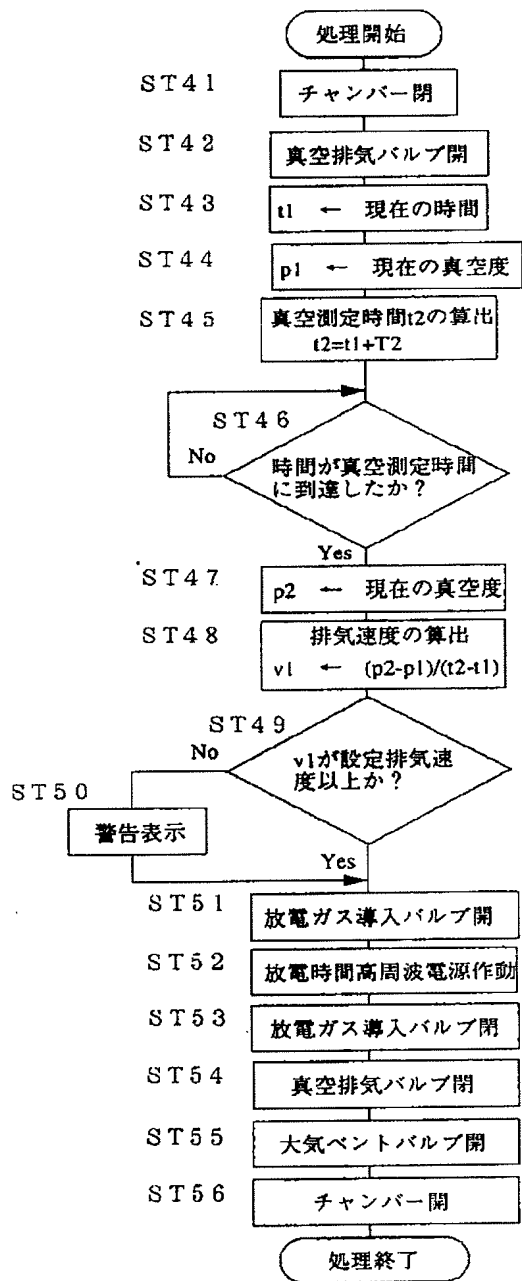 処理開始
ST41
チャンバー閉
ST42
真空排気バルブ開
ST43
t1 ← 現在の時間
ST44
p1 ← 現在の真空度
ST45
真空測定時間t2の算出
t2=t1+T2
ST46
No
時間が真空測定時間
に到達したか？
Yes
ST47
p2 ← 現在の真空度
ST48
排気速度の算出
v1 ← (p2-p1)/(t2-t1)
ST49
No
v1が設定排気速
度以上か？
ST50
警告表示
Yes
ST51
放電ガス導入バルブ開
ST52
放電時間高周波電源作動
ST53
放電ガス導入バルブ閉
ST54
真空排気バルブ閉
ST55
大気ベントバルブ開
ST56
チャンバー開
処理終了